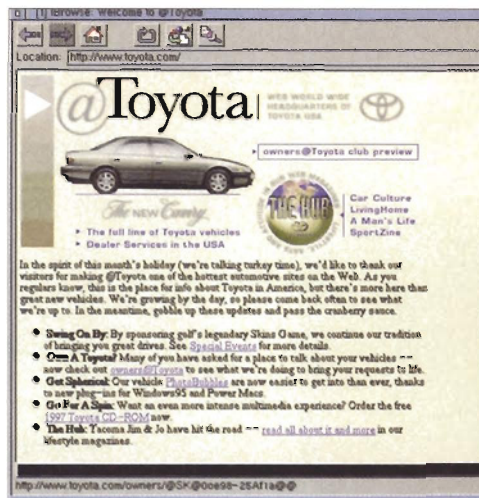 [1] IBrowse: Welcome to @Toyota
Location: http://www.toyota.com/
@Toyota
WEB WORLD WIDE
HEADQUARTERS OF
TOYOTA USA
owners@Toyota club preview
The NEW Camry
THE HUB
Car Culture
LivingHome
A Man's Life
SportZine
The full line of Toyota vehicles
Dealer Services in the USA
In the spirit of this month's holiday (we're talking turkey time), we'd like to thank our
visitors for making @Toyota one of the hottest automotive sites on the Web. As you
regulars know, this is the place for info about Toyota in America, but there's more here than
great new vehicles. We're growing by the day, so please come back often to see what
we're up to. In the meantime, gobble up these updates and pass the cranberry sauce.
Swing On By: By sponsoring golf's legendary Skins Game, we continue our tradition
of bringing you great drives. See Special Events for more details.
Own A Toyota? Many of you have asked for a place to talk about your vehicles --
now check out owners@Toyota to see what we're doing to bring your requests to life.
Get Spherical: Our vehicle PhotoBubbles are now easier to get into than ever, thanks
to new plug-ins for Windows95 and Power Macs.
Go For A Spin: Want an even more intense multimedia experience? Order the free
1997 Toyota CD-ROM now.
The Hub: Tacoma Jim & Jo have hit the road -- read all about it and more in our
lifestyle magazines.
http://www.toyota.com/owners/@SK@0oe98-25Af1a@@